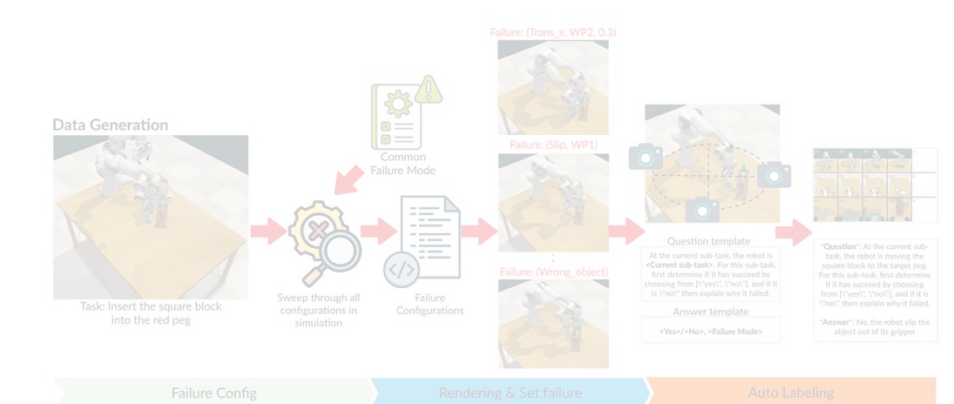 Failure: (Trans_x, WP2, 0.3)
Data Generation
Common
Failure Mode
Failure: (Slip, WP1)
Task: Insert the square block
into the red peg
Sweep through all
configurations in
simulation
Failure
Configurations
:
Failure: (Wrong_object)
Question template
At the current sub-task, the robot is
<Current sub-task>. For this sub-task,
first determine if it has succeed by
choosing from [\"yes\", \"no\"], and if it
is \"no\" then explain why it failed.
Answer template
<Yes>/<No>, <Failure Mode>
"Question": At the current sub-
task, the robot is moving the
square block to the target peg.
For this sub-task, first determine
if it has succeed by choosing
from [\"yes\", \"no\"], and if it is
\"no\" then explain why it failed.
"Answer": No, the robot slip the
object out of its gripper
Failure Config
Rendering & Set failure
Auto Labeling